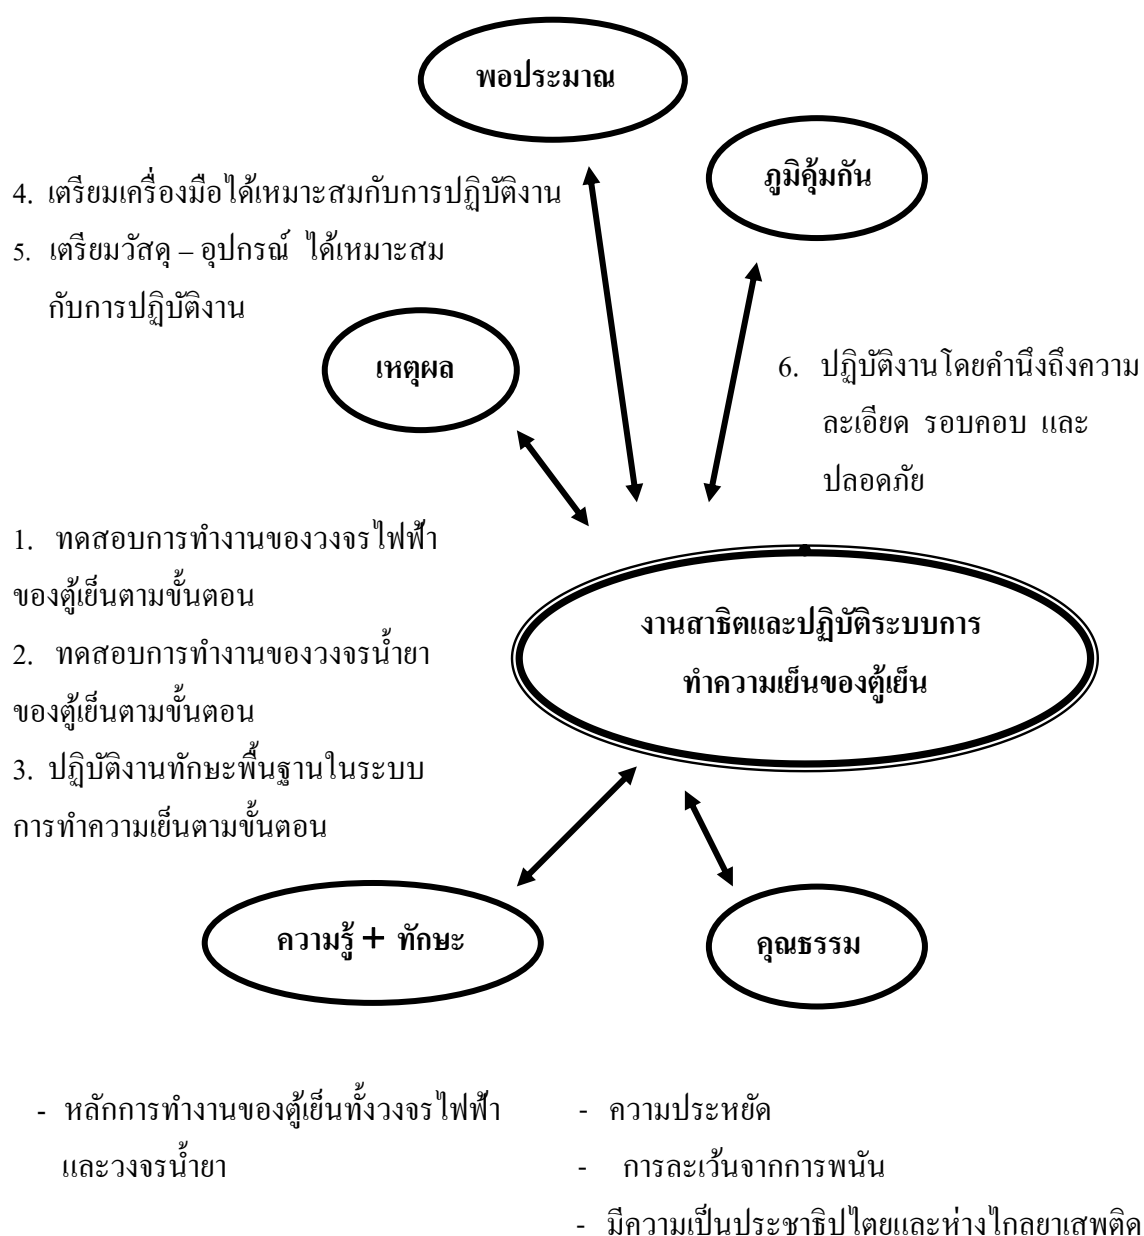 พอประมาณ
ภูมิคุ้มกัน
4. เตรียมเครื่องมือได้เหมาะสมกับการปฏิบัติงาน
5. เตรียมวัสดุ – อุปกรณ์ ได้เหมาะสม
กับการปฏิบัติงาน
เหตุผล
6. ปฏิบัติงานโดยคำนึงถึงความ
ละเอียด รอบคอบ และ
ปลอดภัย
1. ทดสอบการทำงานของวงจรไฟฟ้า
ของตู้เย็นตามขั้นตอน
2. ทดสอบการทำงานของวงจรน้ำยา
ของตู้เย็นตามขั้นตอน
3. ปฏิบัติงานทักษะพื้นฐานในระบบ
การทำความเย็นตามขั้นตอน
งานสาธิตและปฏิบัติระบบการ
ทำความเย็นของตู้เย็น
ความรู้ + ทักษะ
คุณธรรม
- หลักการทำงานของตู้เย็นทั้งวงจรไฟฟ้า
และวงจรน้ำยา
- ความประหยัด
- การละเว้นจากการพนัน
- มีความเป็นประชาธิปไตยและห่างไกลยาเสพติด